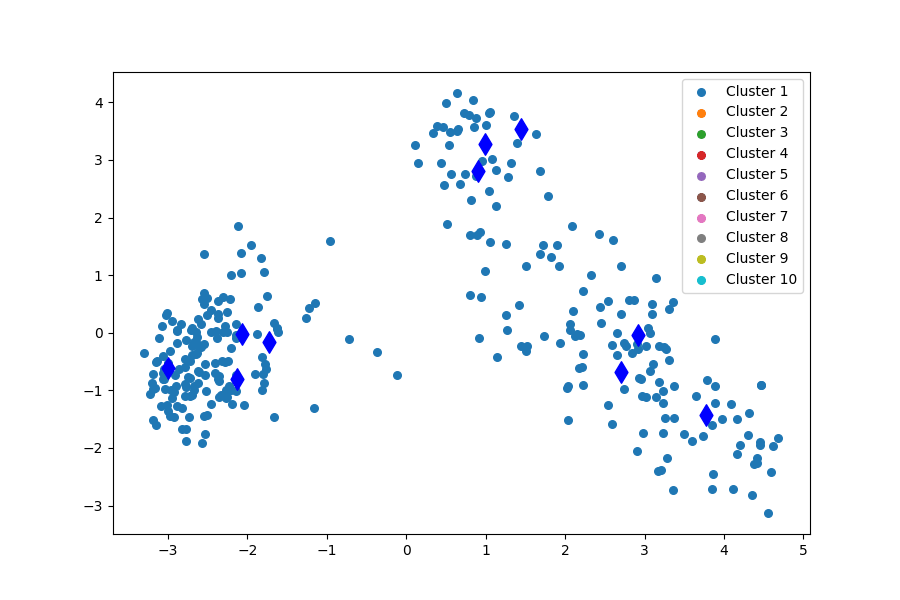 Cluster 1
Cluster 2
Cluster 3
Cluster 4
Cluster 5
Cluster 6
Cluster 7
Cluster 8
Cluster 9
Cluster 10
4
3
2
1
0
−1
−2
−3
−3 −2 −1 0 1 2 3 4 5